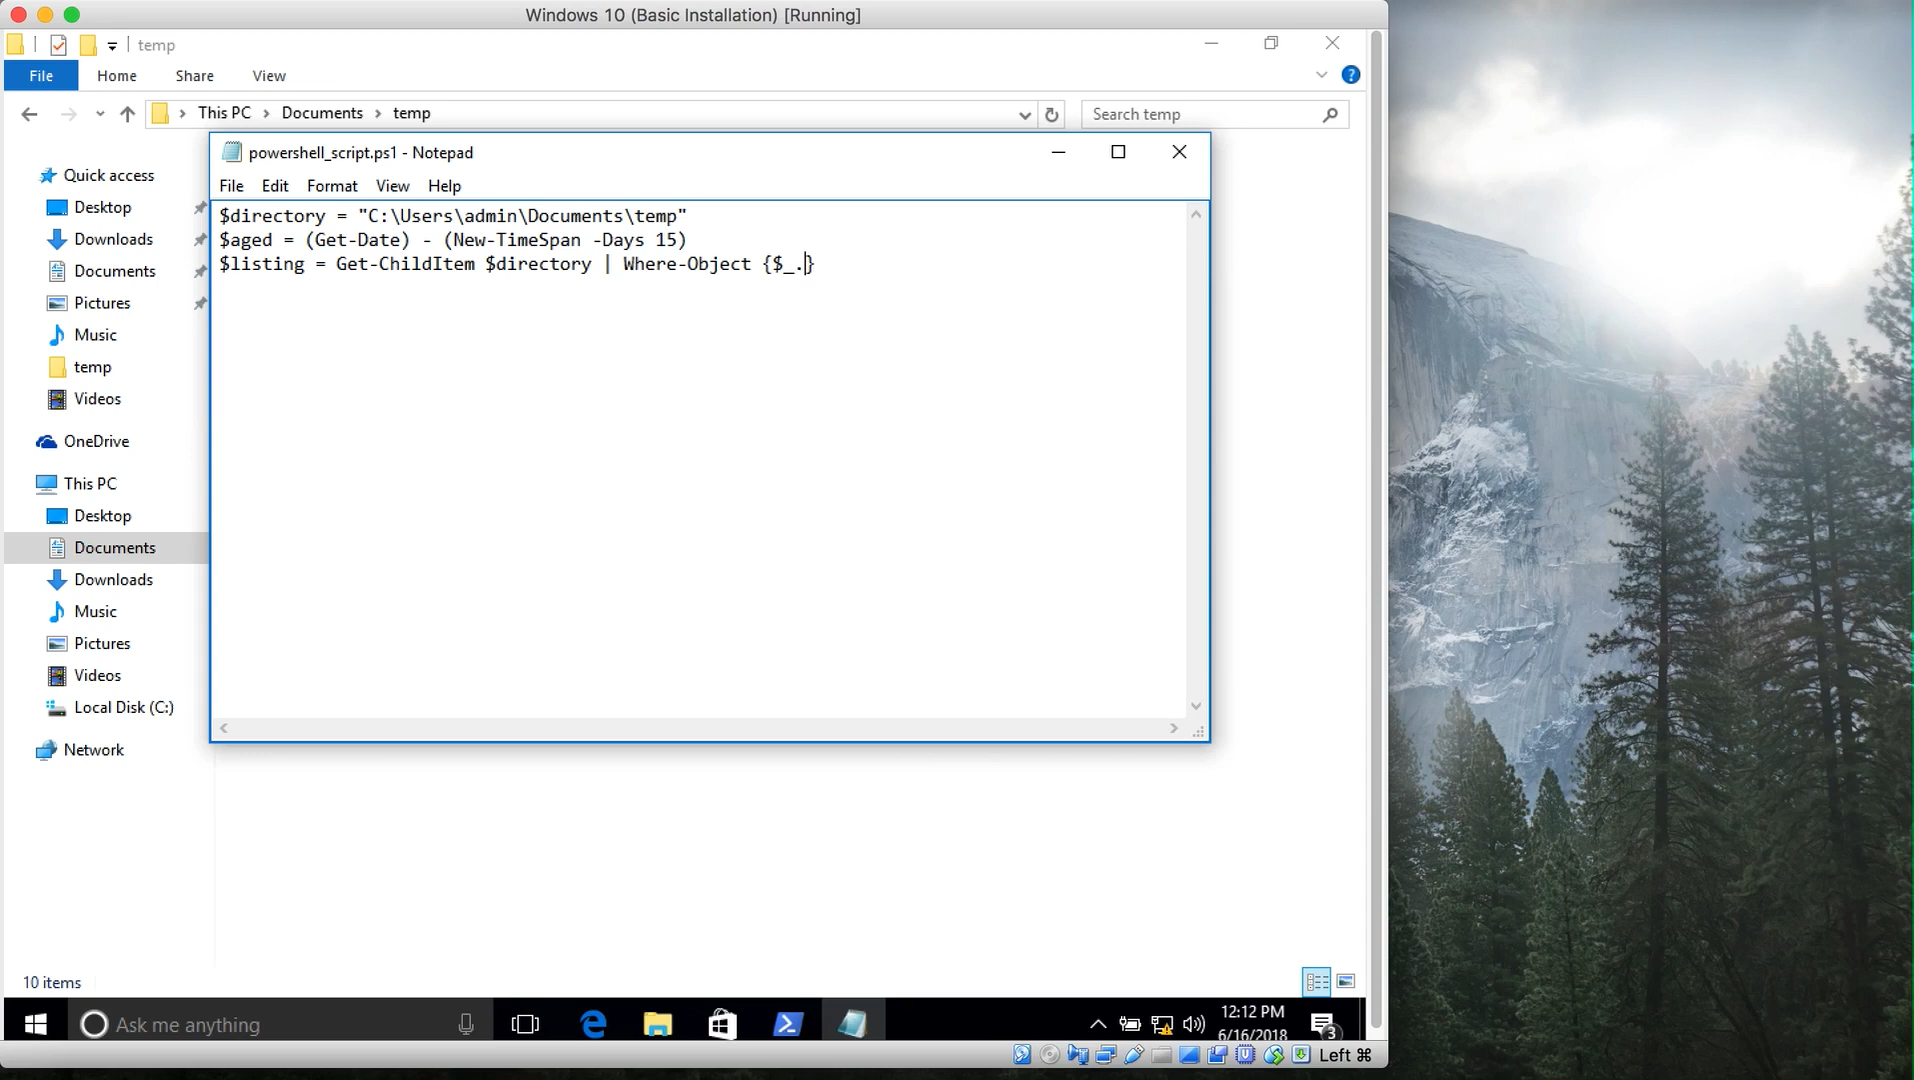 Windows 10 (Basic Installation) [Running]
temp
File Home Share View
This PC Documents temp
Search temp
powershell_script.ps1 - Notepad
File Edit Format View Help
$directory = "C:\Users\admin\Documents\temp"
$aged = (Get-Date) - (New-TimeSpan -Days 15)
$listing = Get-ChildItem $directory | Where-Object {$_.}
Quick access
Desktop
Downloads
Documents
Pictures
Music
temp
Videos
OneDrive
This PC
Desktop
Documents
Downloads
Music
Pictures
Videos
Local Disk (C:)
Network
10 items
Ask me anything
12:12 PM
6/16/2018
3
Left ⌘